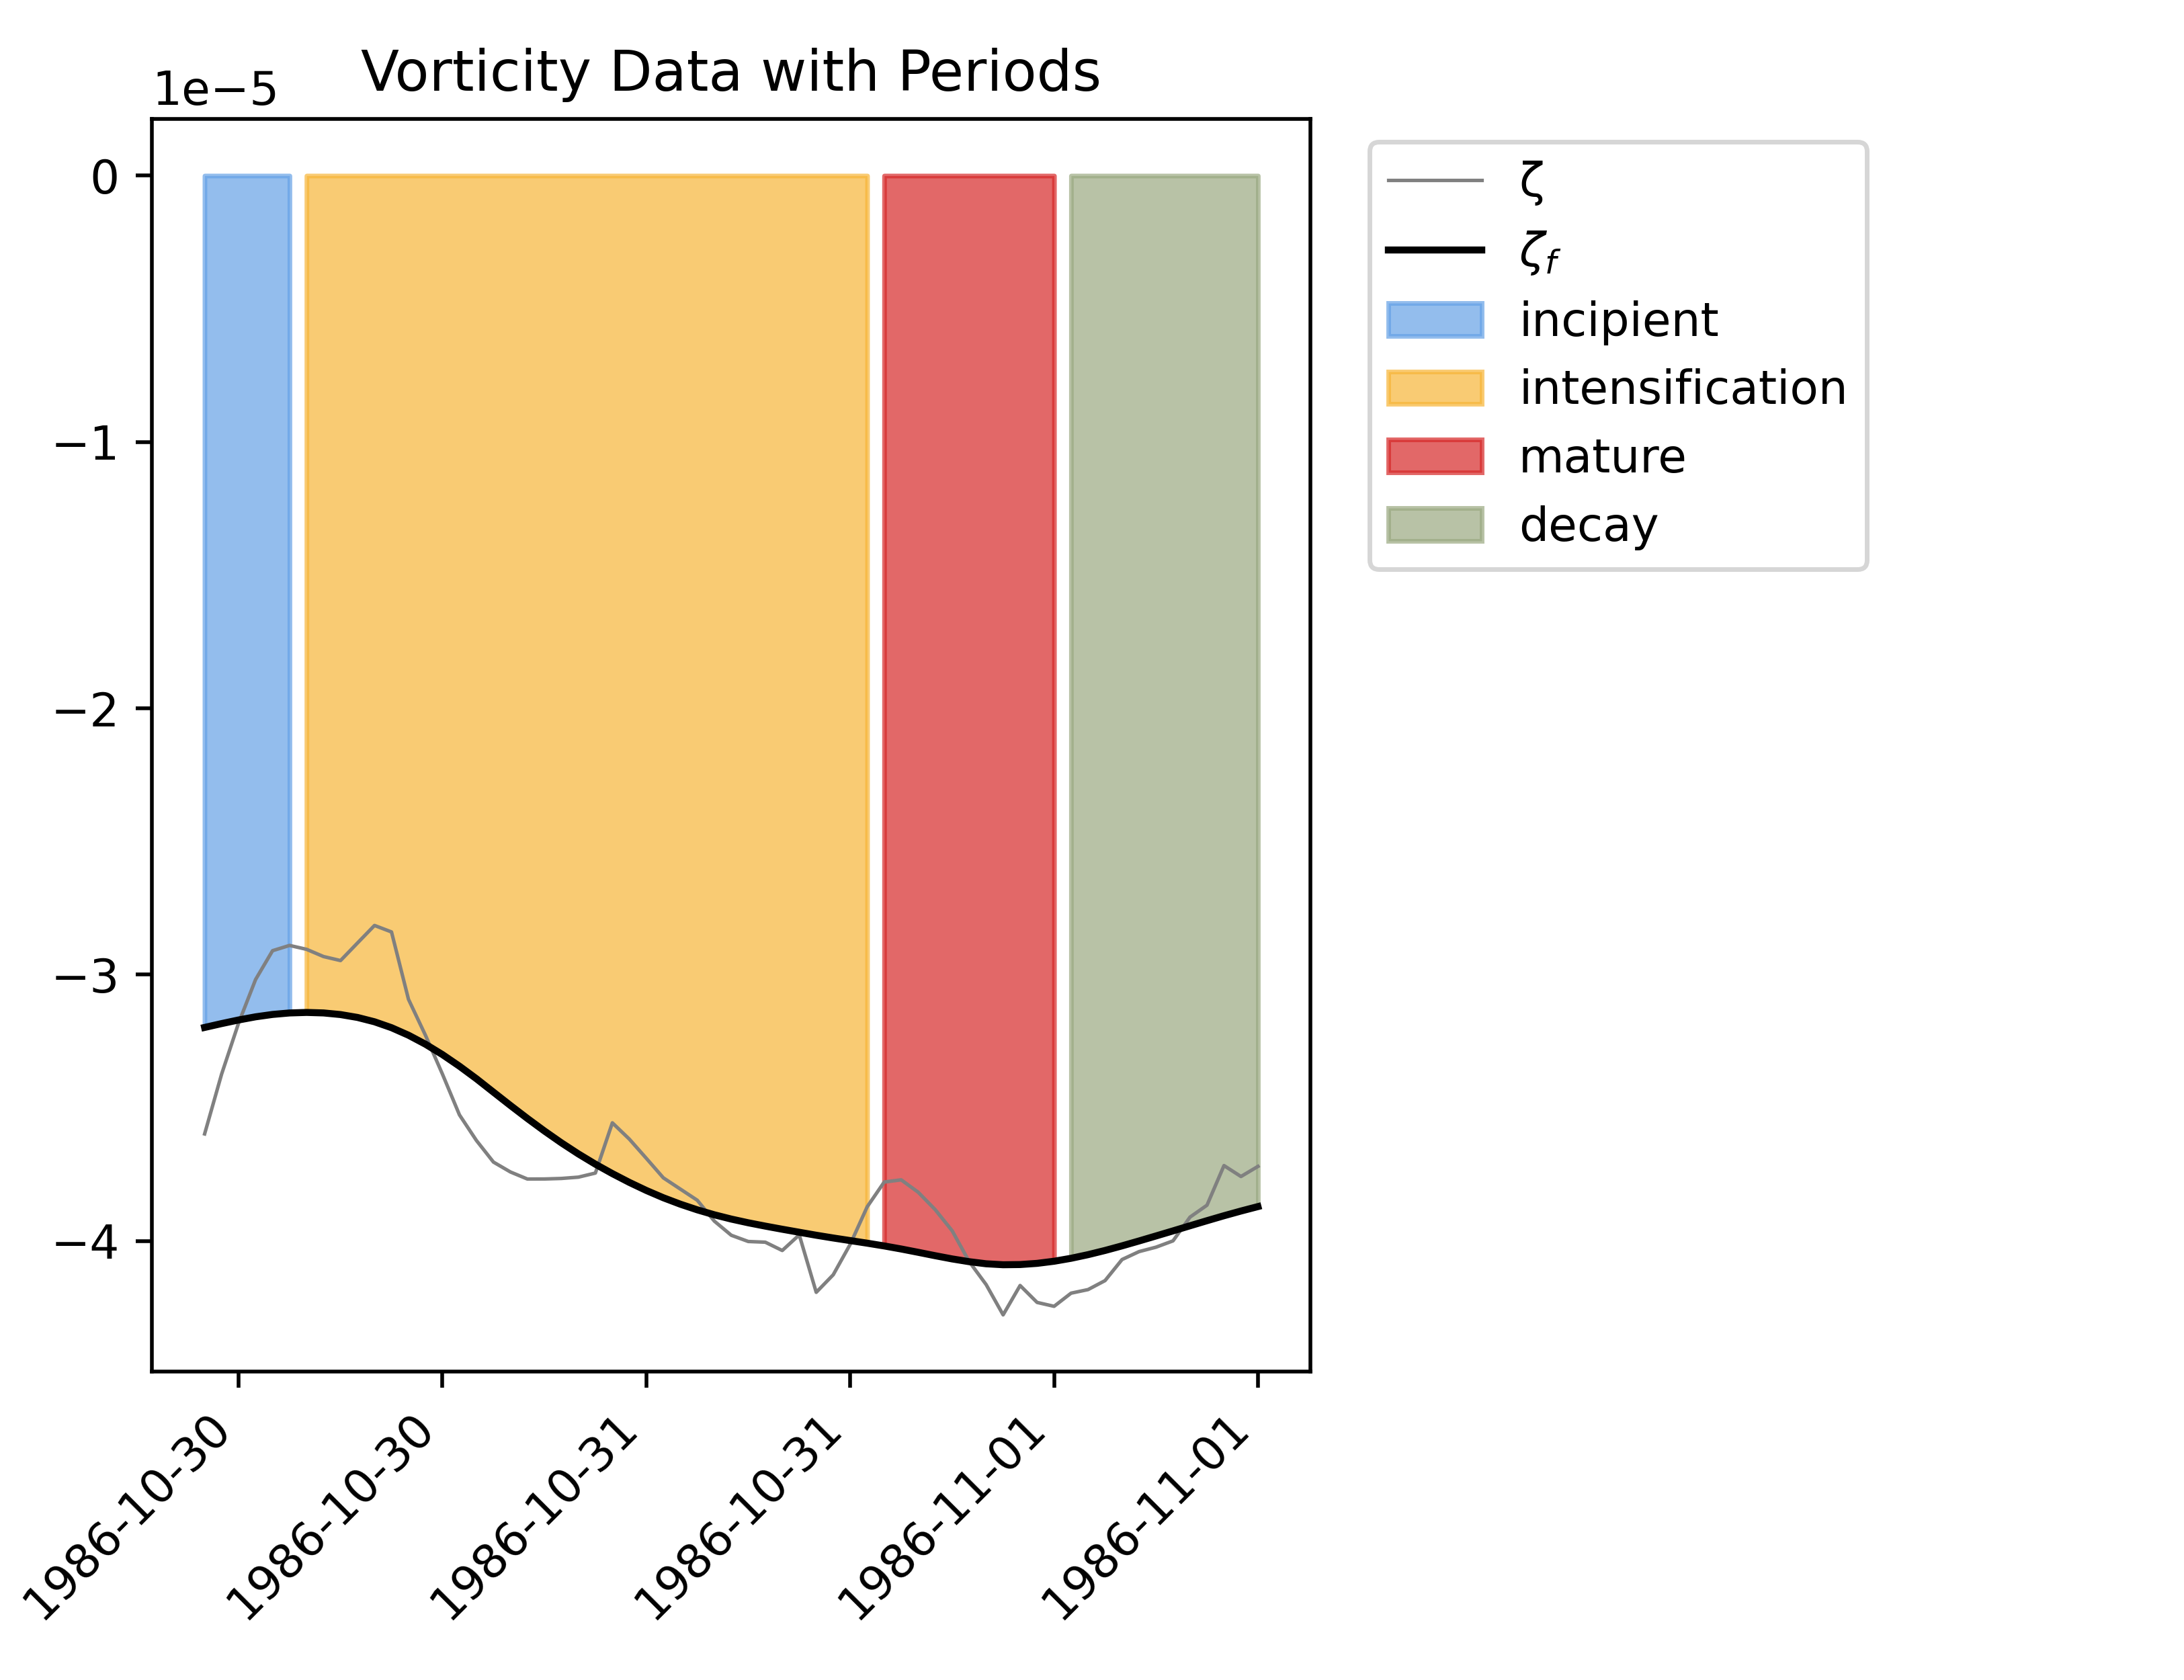 Vorticity Data with Periods
1e−5
0
−1
−2
−3
−4
1986-10-30
1986-10-30
1986-10-31
1986-10-31
1986-11-01
1986-11-01
ζ
ζf
incipient
intensification
mature
decay